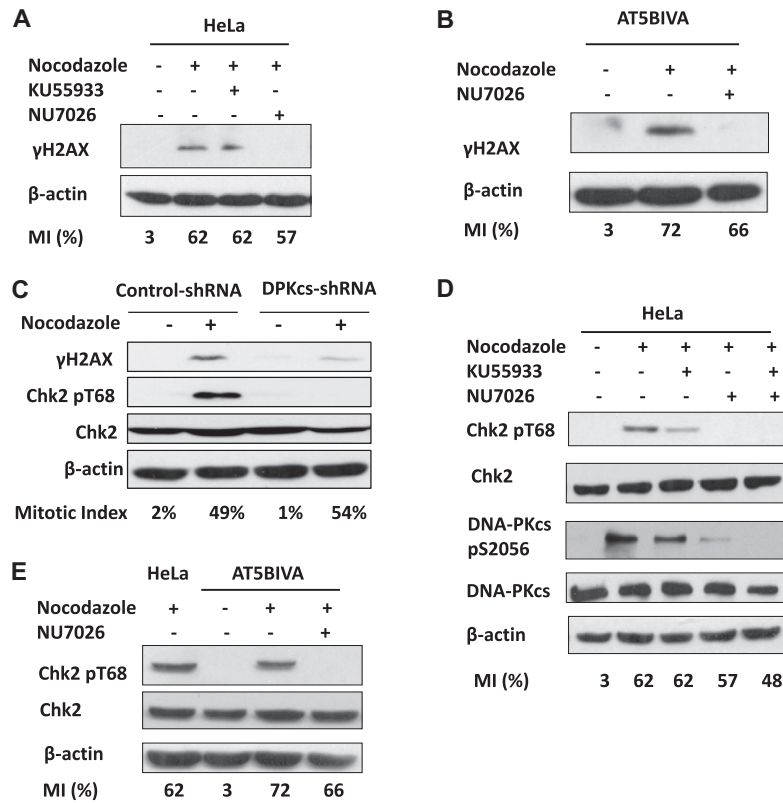 A
HeLa
Nocodazole - + + +
KU55933 - - + -
NU7026 - - - +
γH2AX
β-actin
MI (%) 3 62 62 57
B
AT5BIVA
Nocodazole - + +
NU7026 - - +
γH2AX
β-actin
MI (%) 3 72 66
C
Control-shRNA DPKcs-shRNA
Nocodazole - + - +
γH2AX
Chk2 pT68
Chk2
β-actin
Mitotic Index 2% 49% 1% 54%
D
HeLa
Nocodazole - + + + +
KU55933 - - + - +
NU7026 - - - + +
Chk2 pT68
Chk2
DNA-PKcs
pS2056
DNA-PKcs
β-actin
MI (%) 3 62 62 57 48
E
HeLa AT5BIVA
Nocodazole + - + +
NU7026 - - - +
Chk2 pT68
Chk2
β-actin
MI (%) 62 3 72 66